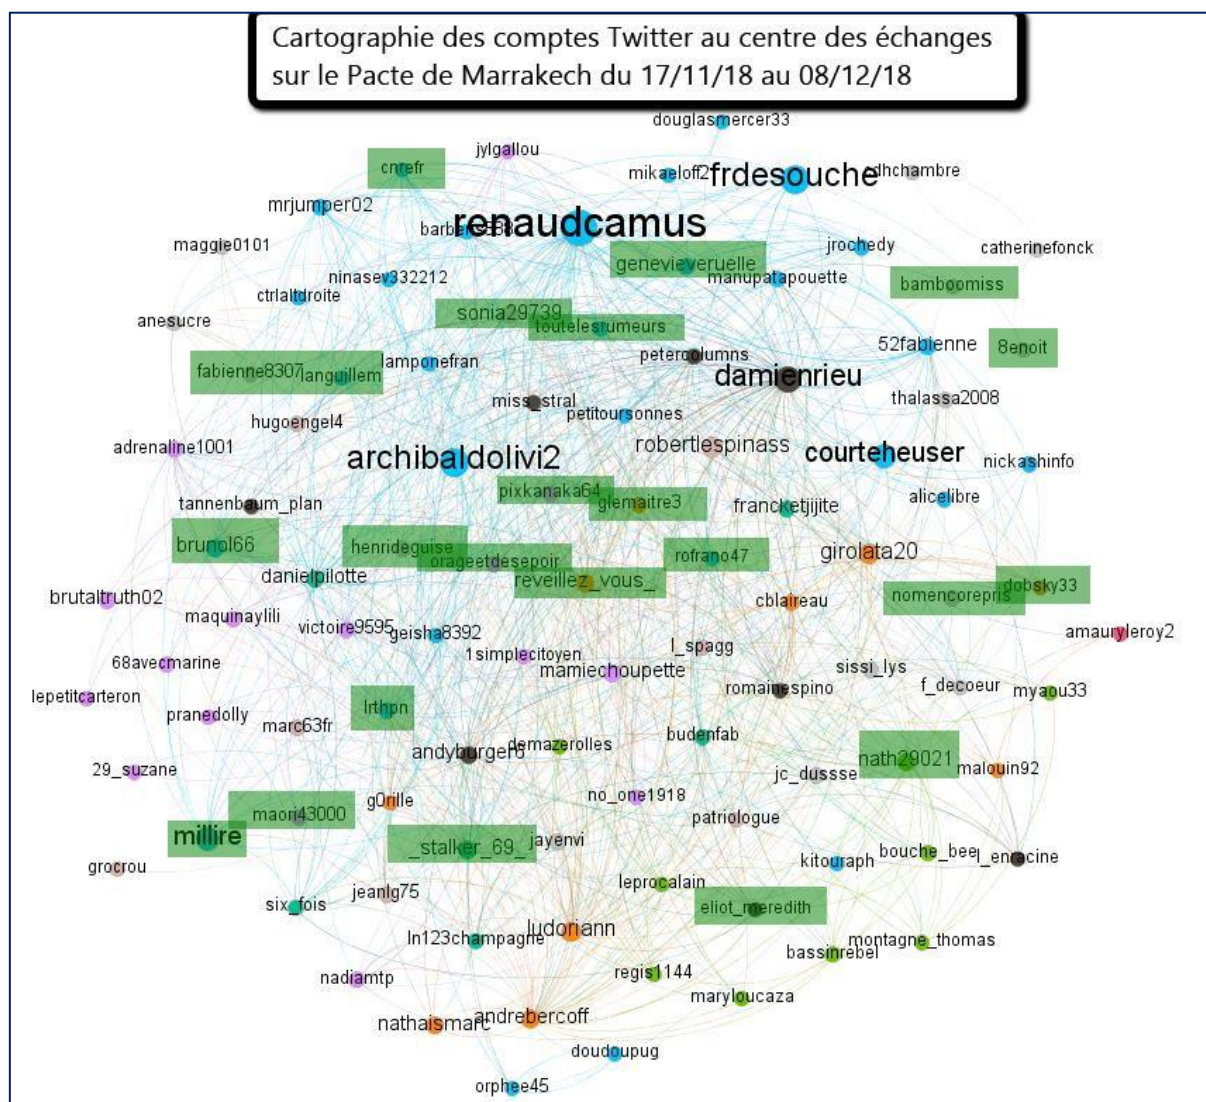 Cartographie des comptes Twitter au centre des échanges
sur le Pacte de Marrakech du 17/11/18 au 08/12/18
douglasmercer33
jylgallou
cnrefr
mikaeloff2
frdesouche
mrjumper02
renaudcamus
maggie0101
jrochedy
catherinefonck
genevieveruelle
ninasev332212
manupatapouette
bamboomiss
ctrlaltdroite
sonia29739
anesucre
toutelesrumeurs
52fabienne
8enoit
petercolumns
lamponefran
fabienne8307
languillem
damienrieu
miss_stral
thalassa2008
petitoursonnes
hugoengel4
adrenaline1001
robertlespinass
archibaldolivi2
courteheuser
nickashinfo
pixkanaka64
tannenbaum_plan
glemaitre3
francketjijite
alicelibre
brunol66
henrideguise
orageetdesepoir
rofrano47
girolata20
danielpilotte
reveillez_vous_
dobsky33
nomencorepris
brutaltruth02
cblaireau
maquinaylili
victoire9595
geisha8392
amauryleroy2
l_spagg
68avecmarine
1simplecitoyen
mamiechoupette
sissi_lys
lepetitcarteron
romainespino
f_decoeur
myaou33
lrthpn
pranedolly
marc63fr
budenfab
andyburger6
demazerolles
nath29021
29_suzane
jc_dussse
malouin92
g0rille
no_one1918
maori43000
patriologue
millire
_stalker_69_
jayenvi
bouche_bee
grocrou
kitouraph
l_enracine
leprocalain
jeanlg75
six_fois
eliot_meredith
ludoriann
ln123champagne
montagne_thomas
bassinrebel
nadiamtp
regis1144
maryloucaza
nathaismarc
andrebercoff
doudoupug
orphee45